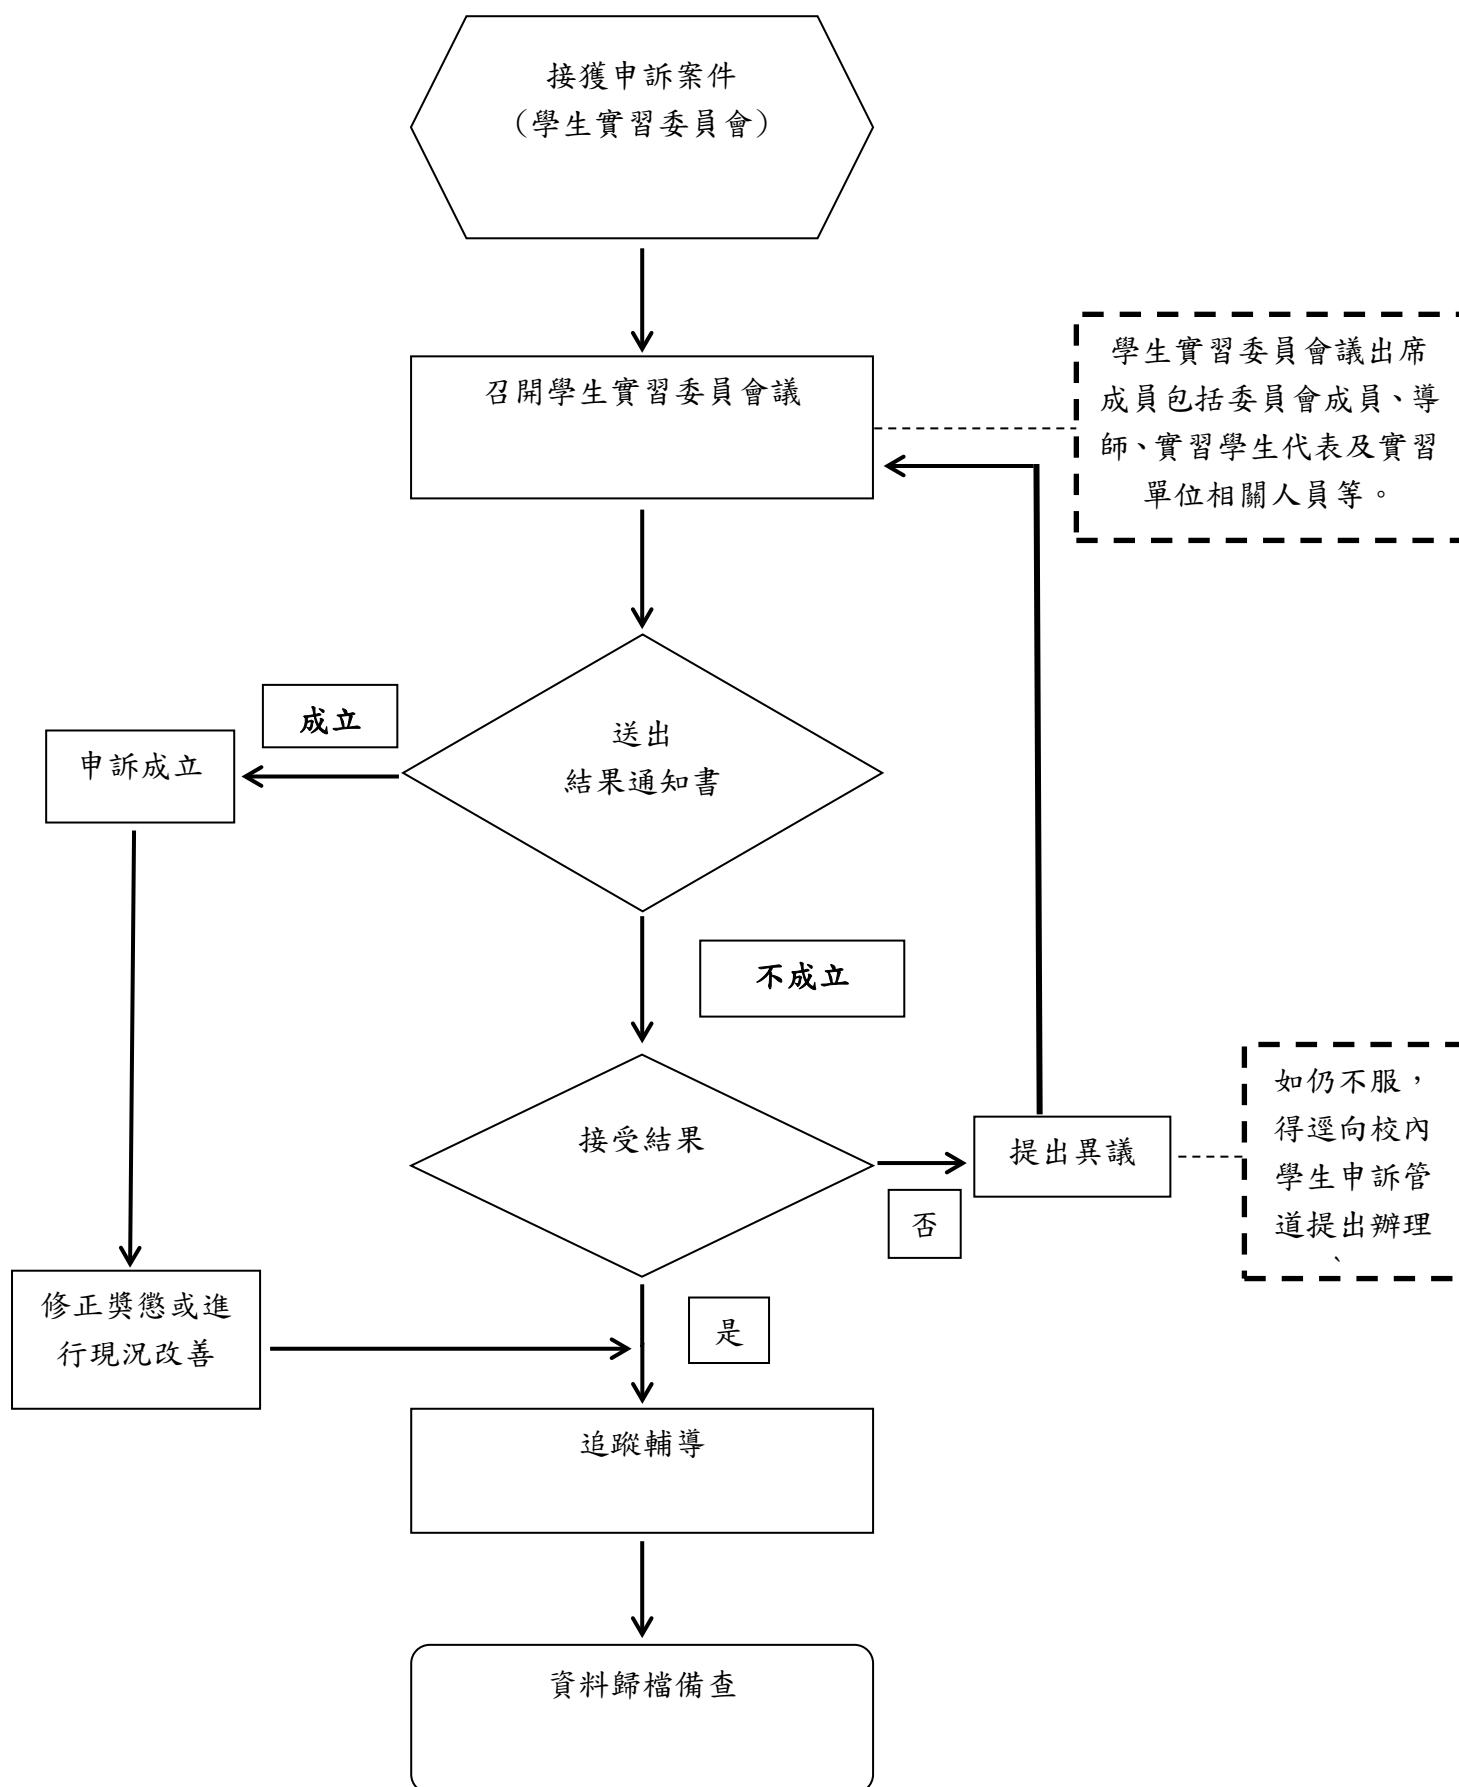 接獲申訴案件
（學生實習委員會）
召開學生實習委員會議
學生實習委員會議出席
成員包括委員會成員、導
師、實習學生代表及實習
單位相關人員等。
成立
申訴成立
送出
結果通知書
不成立
接受結果
否
提出異議
如仍不服，
得逕向校內
學生申訴管
道提出辦理
、
修正獎懲或進
行現況改善
是
追蹤輔導
資料歸檔備查